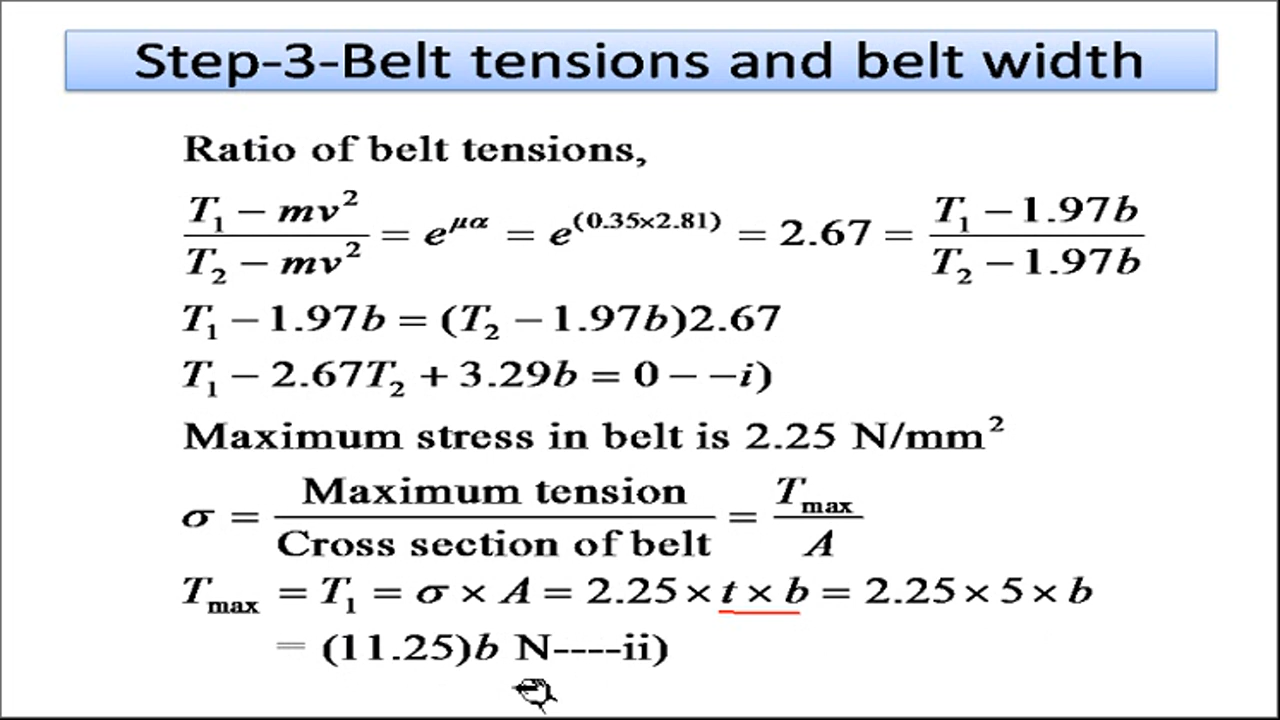 Step-3-Belt tensions and belt width
Ratio of belt tensions,
(T₁ − mv²)/(T₂ − mv²) = e^(μα) = e^(0.35×2.81) = 2.67 = (T₁ − 1.97b)/(T₂ − 1.97b)
T₁ − 1.97b = (T₂ − 1.97b)2.67
T₁ − 2.67T₂ + 3.29b = 0 − −i)
Maximum stress in belt is 2.25 N/mm²
σ = Maximum tension/Cross section of belt = T_max/A
T_max = T₁ = σ × A = 2.25 × t × b = 2.25 × 5 × b
= (11.25)b N----ii)